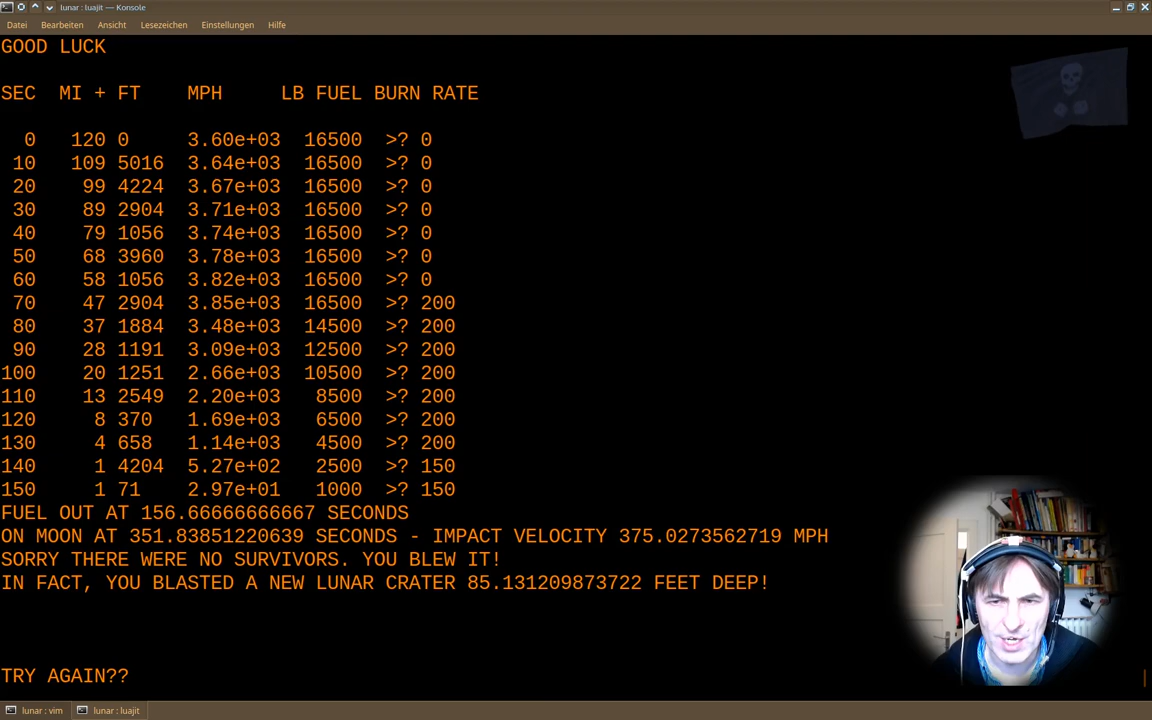 lunar : luajit — Konsole
Datei Bearbeiten Ansicht Lesezeichen Einstellungen Hilfe
GOOD LUCK
SEC MI + FT MPH LB FUEL BURN RATE
0 120 0 3.60e+03 16500 >? 0
10 109 5016 3.64e+03 16500 >? 0
20 99 4224 3.67e+03 16500 >? 0
30 89 2904 3.71e+03 16500 >? 0
40 79 1056 3.74e+03 16500 >? 0
50 68 3960 3.78e+03 16500 >? 0
60 58 1056 3.82e+03 16500 >? 0
70 47 2904 3.85e+03 16500 >? 200
80 37 1884 3.48e+03 14500 >? 200
90 28 1191 3.09e+03 12500 >? 200
100 20 1251 2.66e+03 10500 >? 200
110 13 2549 2.20e+03 8500 >? 200
120 8 370 1.69e+03 6500 >? 200
130 4 658 1.14e+03 4500 >? 200
140 1 4204 5.27e+02 2500 >? 150
150 1 71 2.97e+01 1000 >? 150
FUEL OUT AT 156.66666666667 SECONDS
ON MOON AT 351.83851220639 SECONDS - IMPACT VELOCITY 375.0273562719 MPH
SORRY THERE WERE NO SURVIVORS. YOU BLEW IT!
IN FACT, YOU BLASTED A NEW LUNAR CRATER 85.131209873722 FEET DEEP!
TRY AGAIN??
lunar : vim lunar : luajit